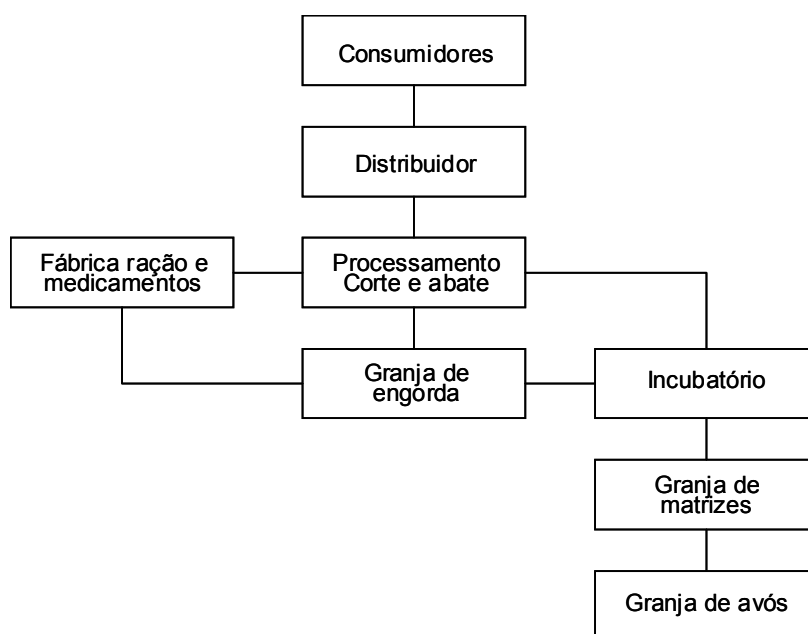 Consumidores
Distribuidor
Fábrica ração e
medicamentos
Processamento
Corte e abate
Granja de
engorda
Incubatório
Granja de
matrizes
Granja de avós